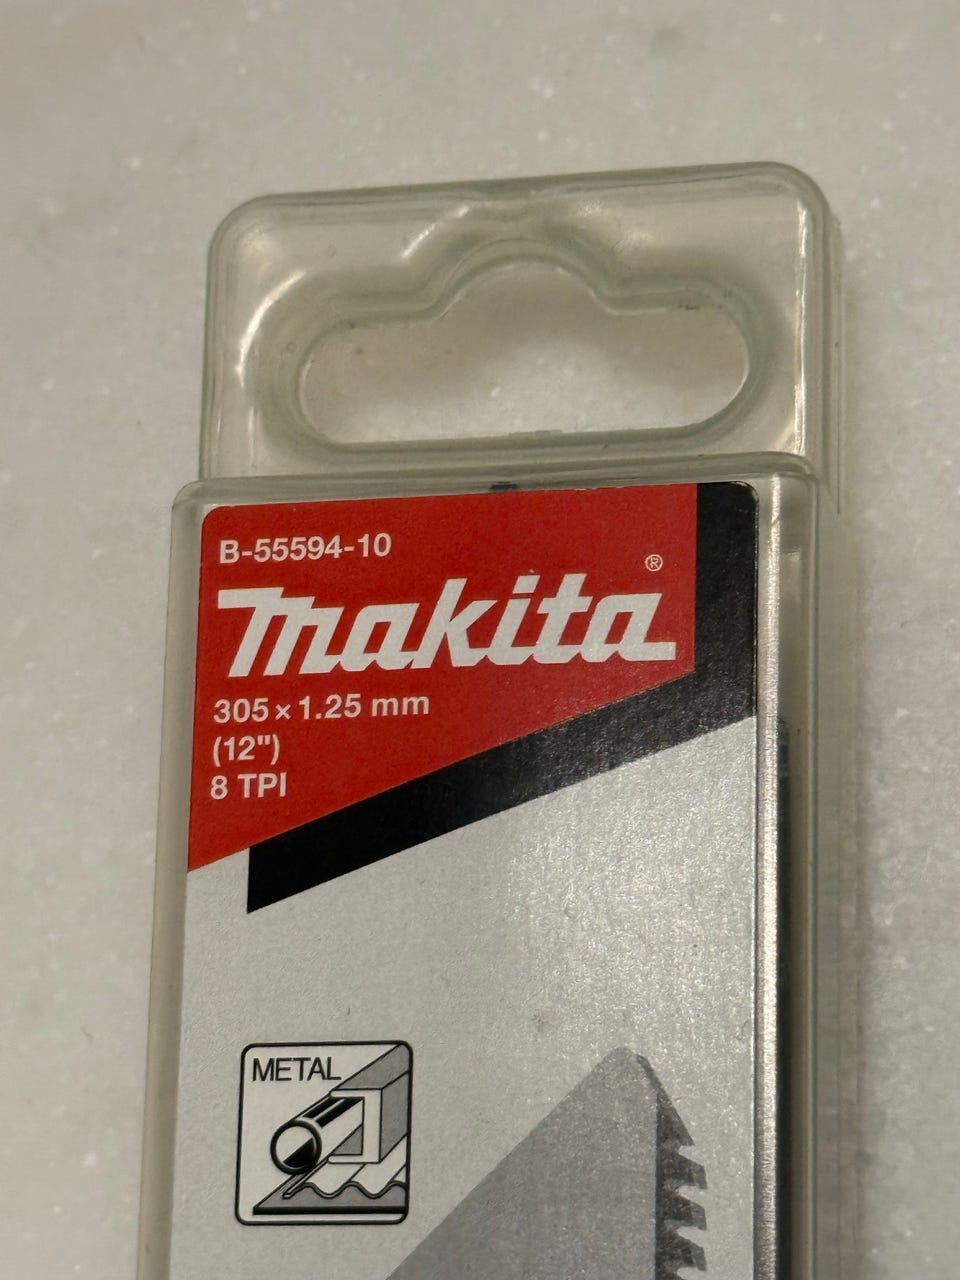 B-55594-10
makita®
305 × 1.25 mm
(12")
8 TPI
METAL